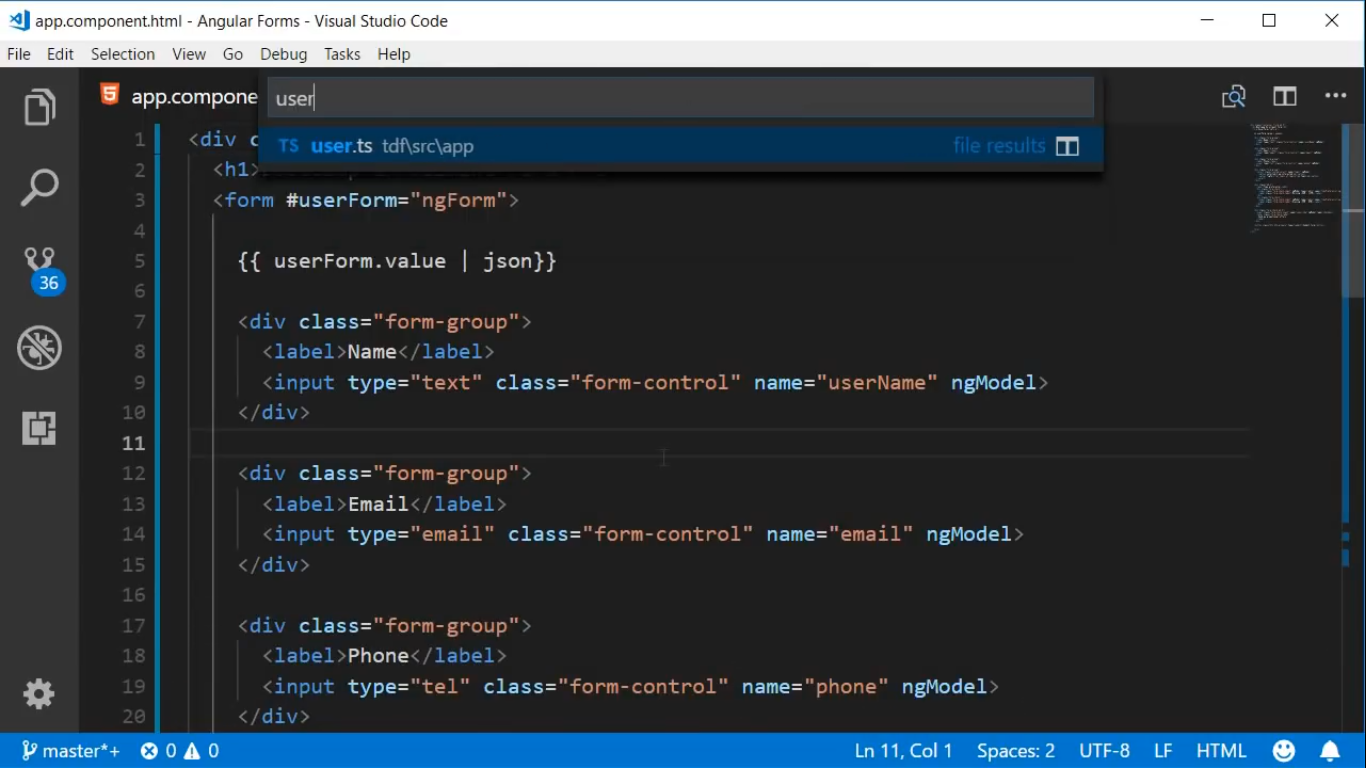 app.component.html - Angular Forms - Visual Studio Code
File Edit Selection View Go Debug Tasks Help
app.compone
user
TS user.ts tdf\src\app file results
1 <div
2 <h1>
3 <form #userForm="ngForm">
4
5 {{ userForm.value | json}}
6
7 <div class="form-group">
8 <label>Name</label>
9 <input type="text" class="form-control" name="userName" ngModel>
10 </div>
11
12 <div class="form-group">
13 <label>Email</label>
14 <input type="email" class="form-control" name="email" ngModel>
15 </div>
16
17 <div class="form-group">
18 <label>Phone</label>
19 <input type="tel" class="form-control" name="phone" ngModel>
20 </div>
36
master*+ 0 0 Ln 11, Col 1 Spaces: 2 UTF-8 LF HTML